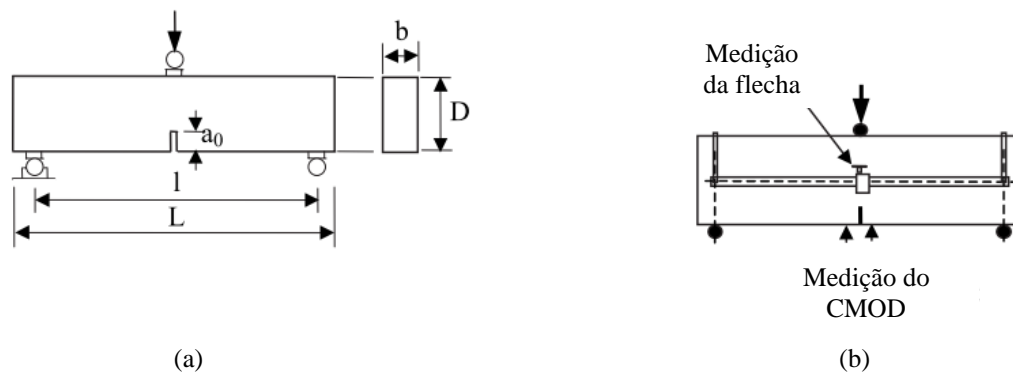 b
D
a₀
l
L
(a)
Medição
da flecha
Medição do
CMOD
(b)